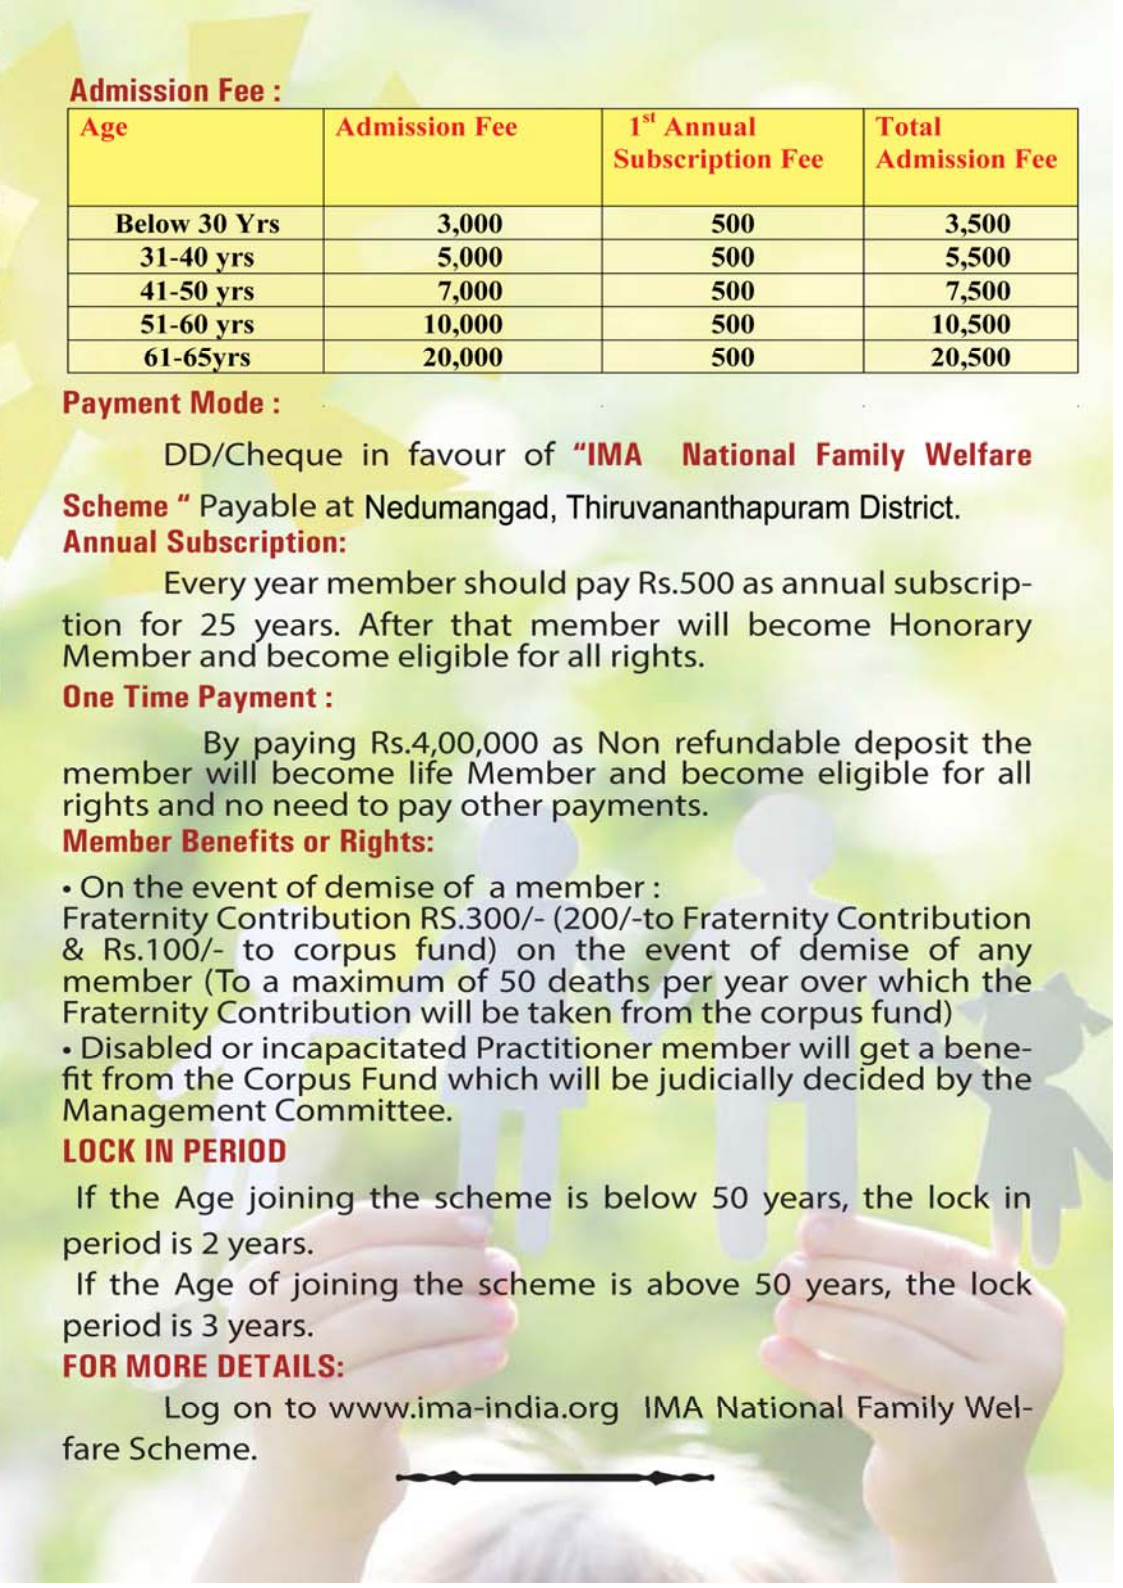 Admission Fee :
Age Admission Fee 1st Annual Subscription Fee Total Admission Fee
Below 30 Yrs 3,000 500 3,500
31-40 yrs 5,000 500 5,500
41-50 yrs 7,000 500 7,500
51-60 yrs 10,000 500 10,500
61-65yrs 20,000 500 20,500
Payment Mode :
DD/Cheque in favour of "IMA National Family Welfare
Scheme " Payable at Nedumangad, Thiruvananthapuram District.
Annual Subscription:
Every year member should pay Rs.500 as annual subscrip-
tion for 25 years. After that member will become Honorary
Member and become eligible for all rights.
One Time Payment :
By paying Rs.4,00,000 as Non refundable deposit the
member will become life Member and become eligible for all
rights and no need to pay other payments.
Member Benefits or Rights:
• On the event of demise of a member :
Fraternity Contribution RS.300/- (200/-to Fraternity Contribution
& Rs.100/- to corpus fund) on the event of demise of any
member (To a maximum of 50 deaths per year over which the
Fraternity Contribution will be taken from the corpus fund)
• Disabled or incapacitated Practitioner member will get a bene-
fit from the Corpus Fund which will be judicially decided by the
Management Committee.
LOCK IN PERIOD
If the Age joining the scheme is below 50 years, the lock in
period is 2 years.
If the Age of joining the scheme is above 50 years, the lock
period is 3 years.
FOR MORE DETAILS:
Log on to www.ima-india.org IMA National Family Wel-
fare Scheme.